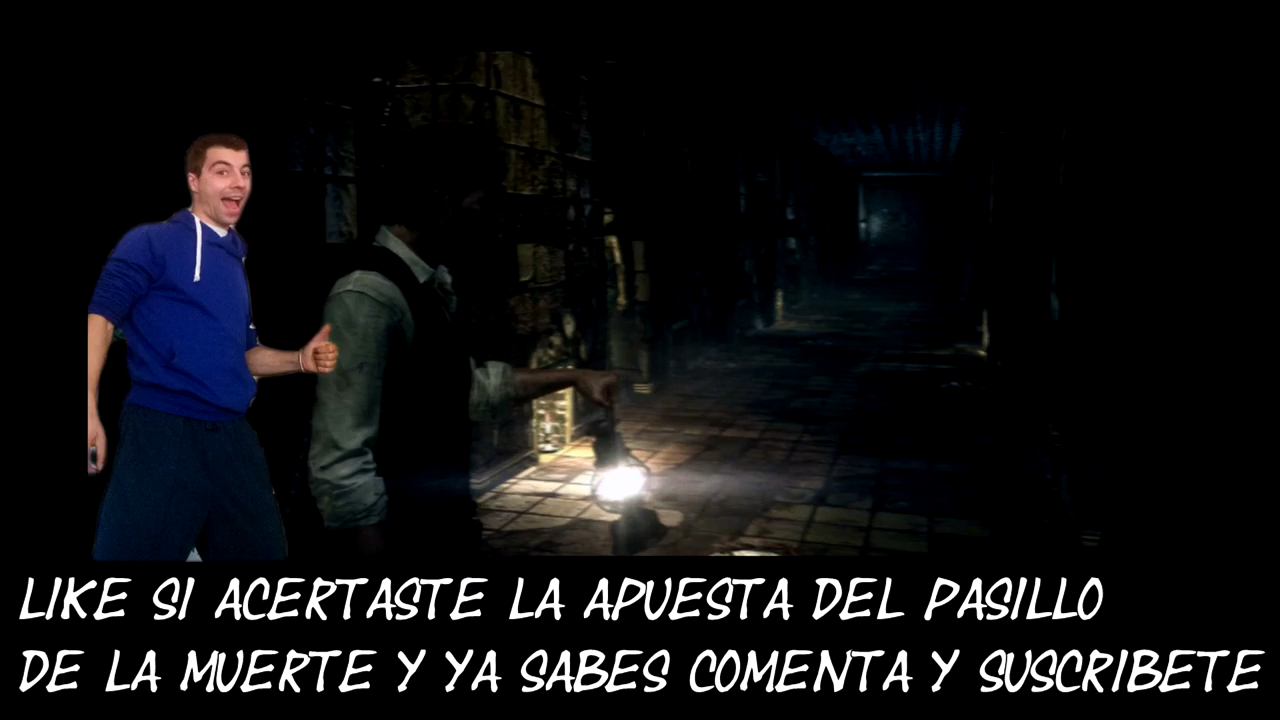 LIKE SI ACERTASTE LA APUESTA DEL PASILLO
DE LA MUERTE Y YA SABES COMENTA Y SUSCRIBETE